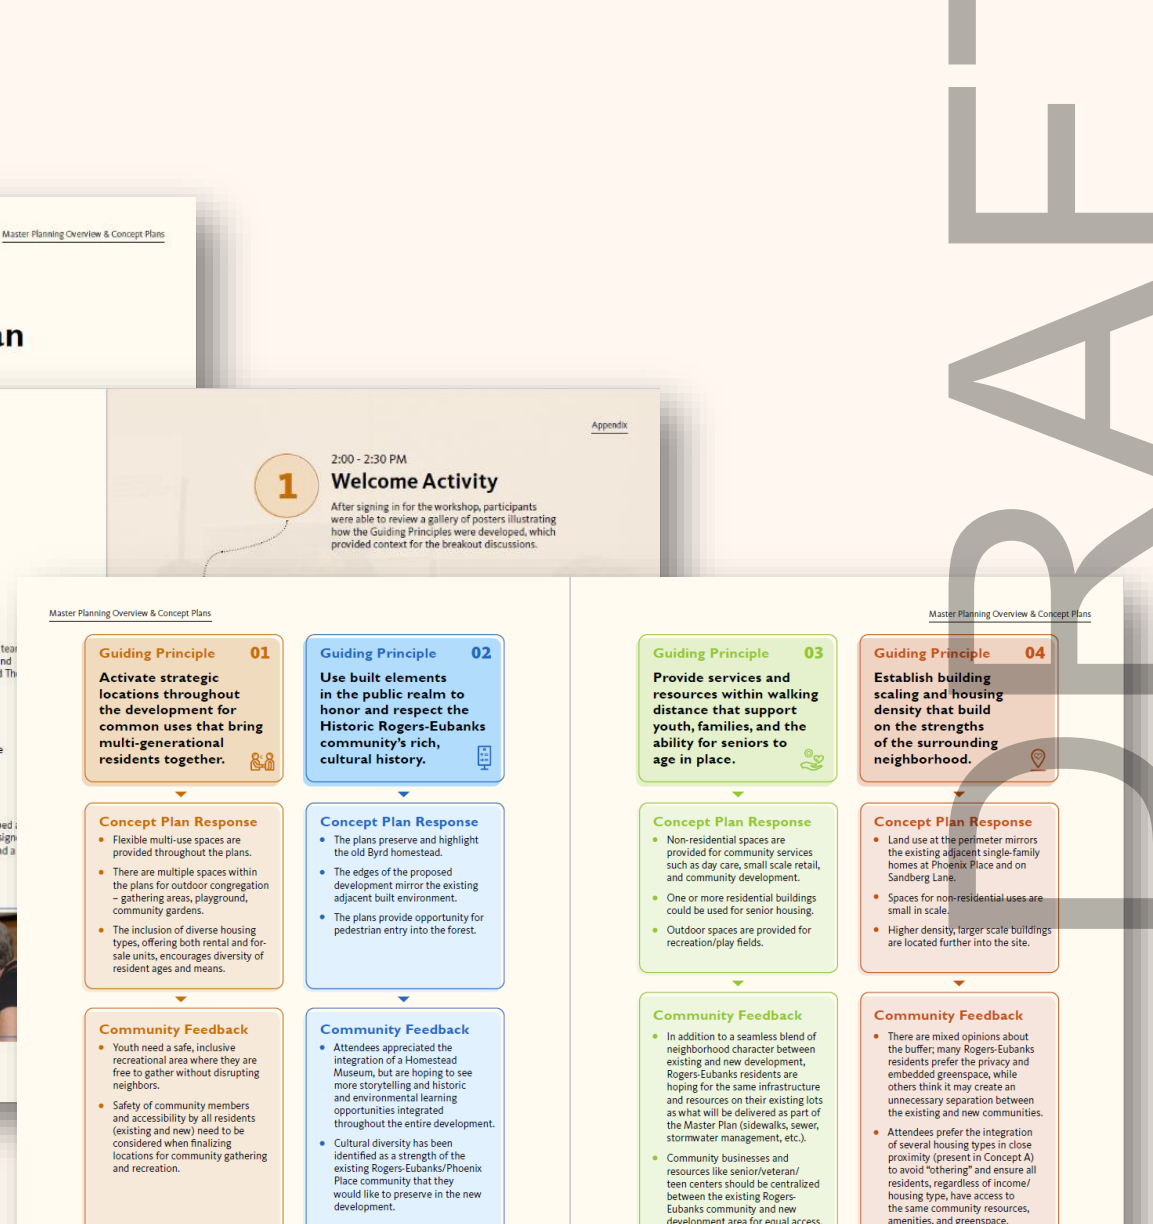 DRAFT
Master Planning Overview & Concept Plans
an
Appendix
1
2:00 - 2:30 PM
Welcome Activity
After signing in for the workshop, participants
were able to review a gallery of posters illustrating
how the Guiding Principles were developed, which
provided context for the breakout discussions.
Master Planning Overview & Concept Plans
Master Planning Overview & Concept Plans
Guiding Principle 01
Activate strategic
locations throughout
the development for
common uses that bring
multi-generational
residents together.
Concept Plan Response
• Flexible multi-use spaces are
provided throughout the plans.
• There are multiple spaces within
the plans for outdoor congregation
– gathering areas, playground,
community gardens.
• The inclusion of diverse housing
types, offering both rental and for-
sale units, encourages diversity of
resident ages and means.
Community Feedback
• Youth need a safe, inclusive
recreational area where they are
free to gather without disrupting
neighbors.
• Safety of community members
and accessibility by all residents
(existing and new) need to be
considered when finalizing
locations for community gathering
and recreation.
Guiding Principle 02
Use built elements
in the public realm to
honor and respect the
Historic Rogers-Eubanks
community's rich,
cultural history.
Concept Plan Response
• The plans preserve and highlight
the old Byrd homestead.
• The edges of the proposed
development mirror the existing
adjacent built environment.
• The plans provide opportunity for
pedestrian entry into the forest.
Community Feedback
• Attendees appreciated the
integration of a Homestead
Museum, but are hoping to see
more storytelling and historic
and environmental learning
opportunities integrated
throughout the entire development.
• Cultural diversity has been
identified as a strength of the
existing Rogers-Eubanks/Phoenix
Place community that they
would like to preserve in the new
development.
Guiding Principle 03
Provide services and
resources within walking
distance that support
youth, families, and the
ability for seniors to
age in place.
Concept Plan Response
• Non-residential spaces are
provided for community services
such as day care, small scale retail,
and community development.
• One or more residential buildings
could be used for senior housing.
• Outdoor spaces are provided for
recreation/play fields.
Community Feedback
• In addition to a seamless blend of
neighborhood character between
existing and new development,
Rogers-Eubanks residents are
hoping for the same infrastructure
and resources on their existing lots
as what will be delivered as part of
the Master Plan (sidewalks, sewer,
stormwater management, etc.).
• Community businesses and
resources like senior/veteran/
teen centers should be centralized
between the existing Rogers-
Eubanks community and new
development area for equal access.
Guiding Principle 04
Establish building
scaling and housing
density that build
on the strengths
of the surrounding
neighborhood.
Concept Plan Response
• Land use at the perimeter mirrors
the existing adjacent single-family
homes at Phoenix Place and on
Sandberg Lane.
• Spaces for non-residential uses are
small in scale.
• Higher density, larger scale buildings
are located further into the site.
Community Feedback
• There are mixed opinions about
the buffer; many Rogers-Eubanks
residents prefer the privacy and
embedded greenspace, while
others think it may create an
unnecessary separation between
the existing and new communities.
• Attendees prefer the integration
of several housing types in close
proximity (present in Concept A)
to avoid "othering" and ensure all
residents, regardless of income/
housing type, have access to
the same community resources,
amenities, and greenspace.